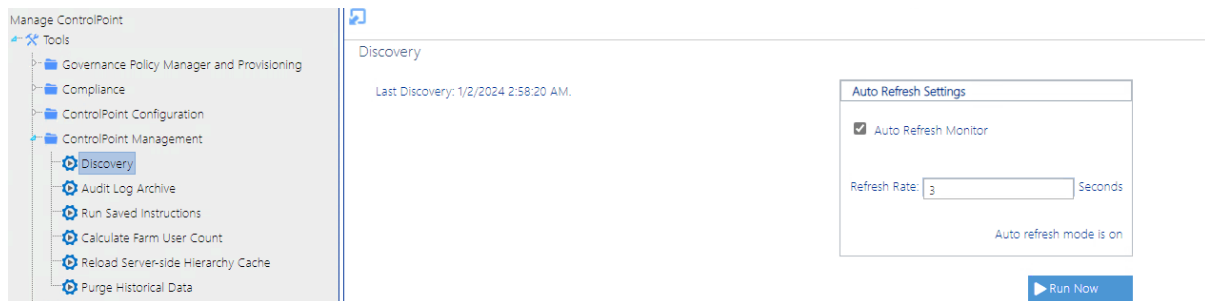 Manage ControlPoint
Tools
Governance Policy Manager and Provisioning
Compliance
ControlPoint Configuration
ControlPoint Management
Discovery
Audit Log Archive
Run Saved Instructions
Calculate Farm User Count
Reload Server-side Hierarchy Cache
Purge Historical Data
Discovery
Last Discovery: 1/2/2024 2:58:20 AM.
Auto Refresh Settings
Auto Refresh Monitor
Refresh Rate: 3 Seconds
Auto refresh mode is on
Run Now